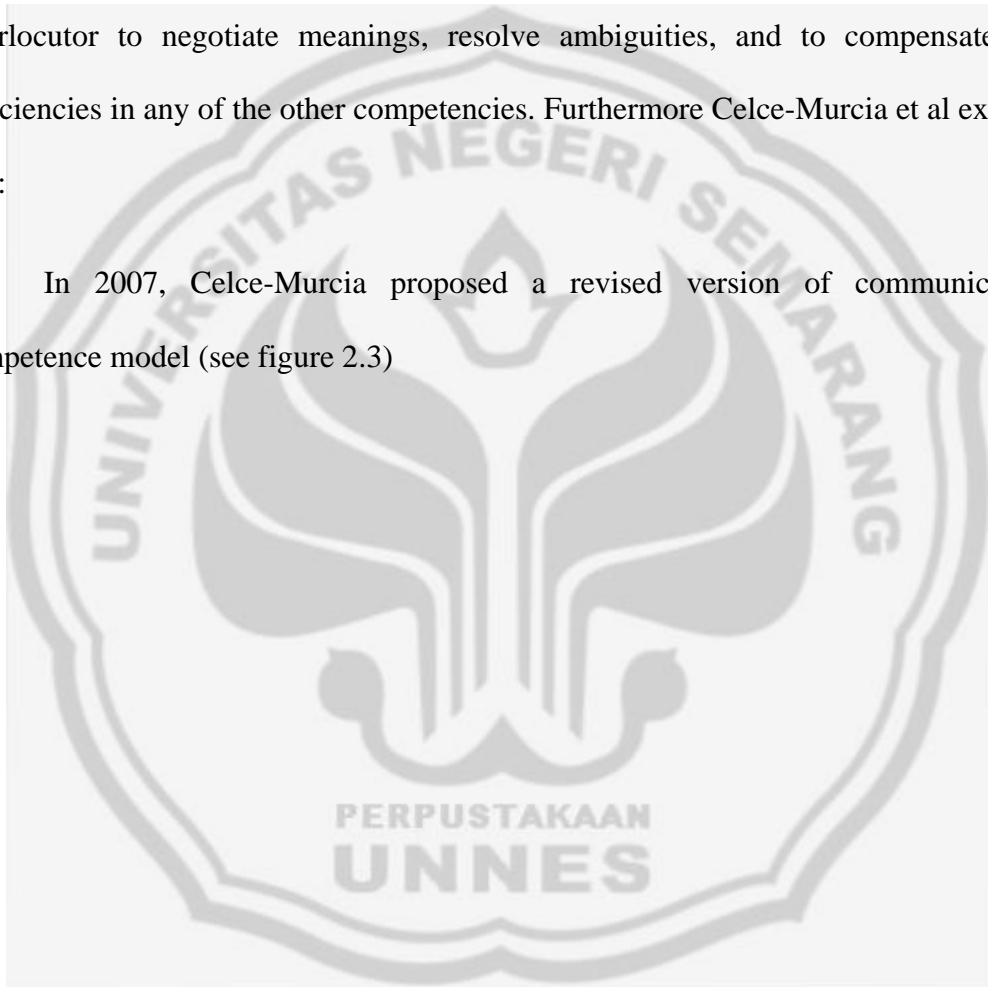 rlocutor to negotiate meanings, resolve ambiguities, and to compensate
iciencies in any of the other competencies. Furthermore Celce-Murcia et al ex
:
In 2007, Celce-Murcia proposed a revised version of communic
mpetence model (see figure 2.3)
UNIVERSITAS NEGERI SEMARANG
PERPUSTAKAAN
UNNES